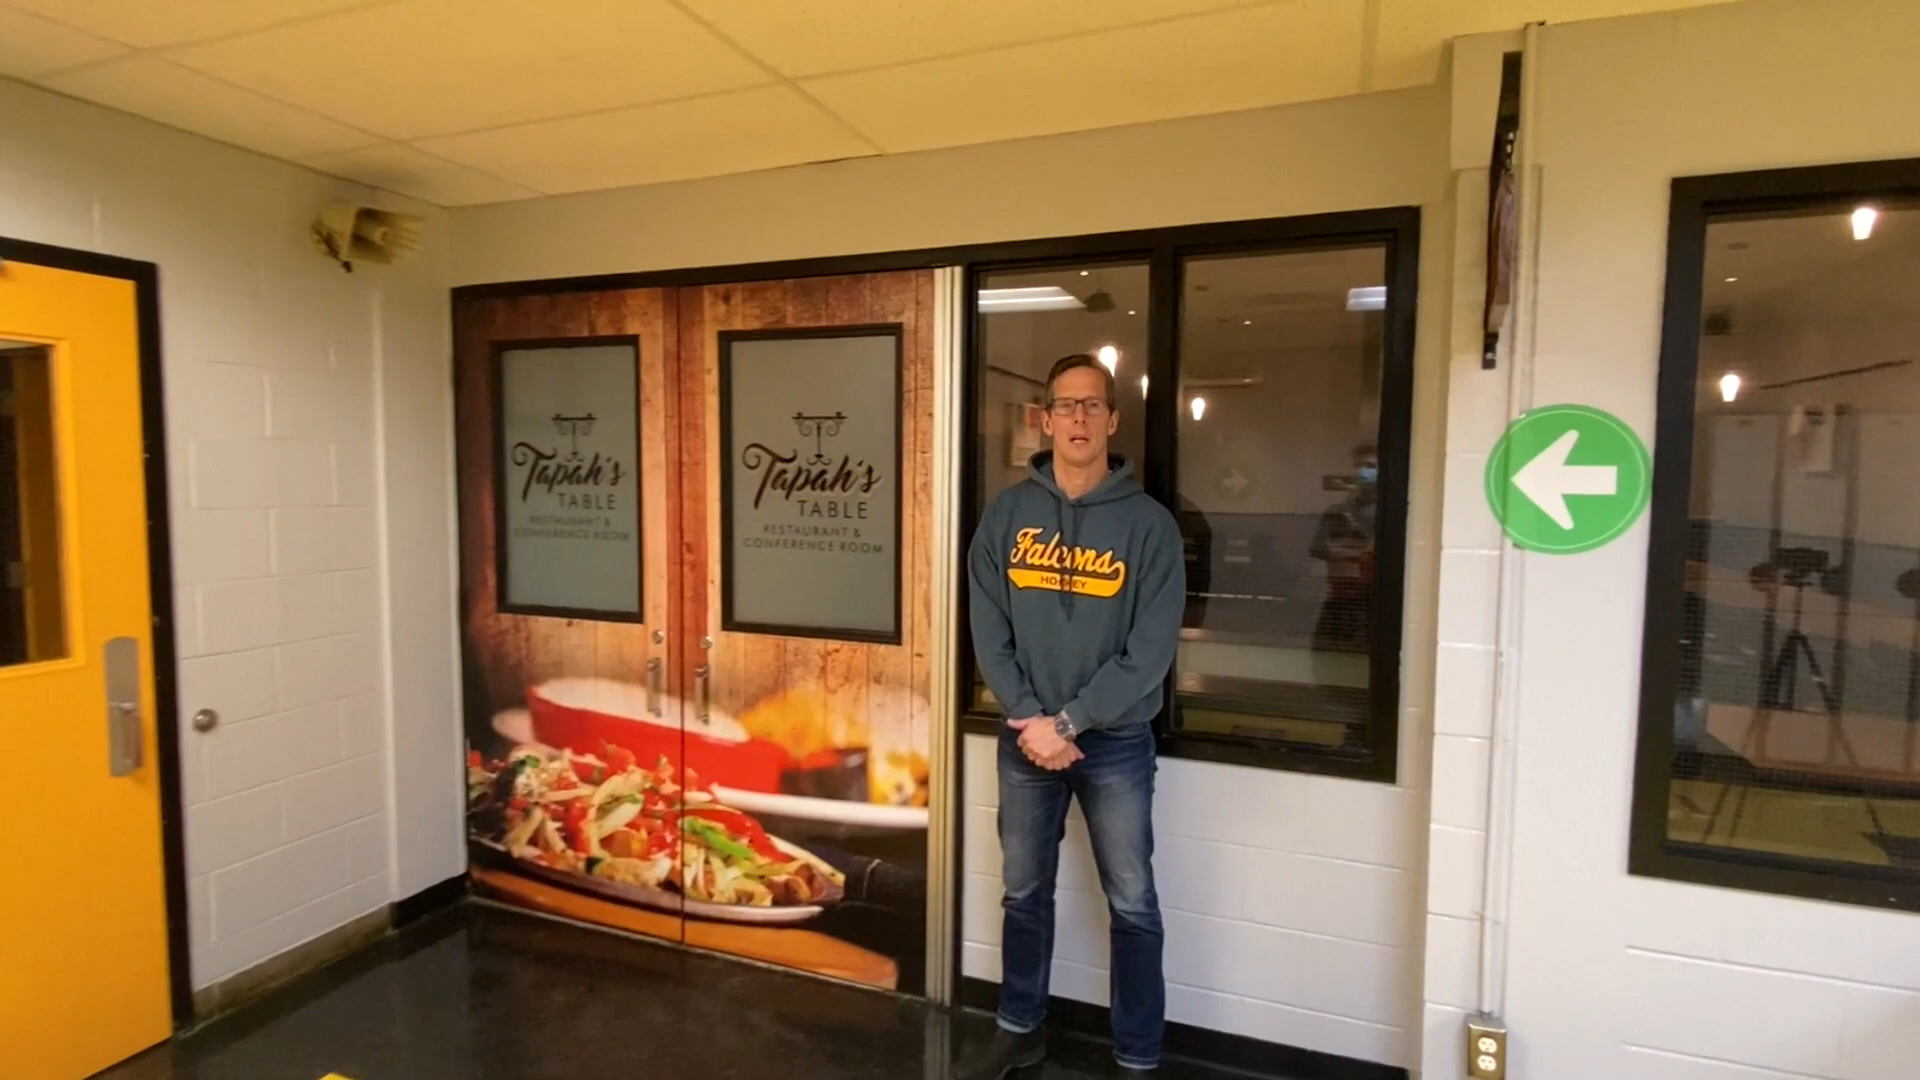 Tapah's
TABLE
RESTAURANT &
CONFERENCE ROOM
Tapah's
TABLE
RESTAURANT &
CONFERENCE ROOM
Falcons
HOCKEY